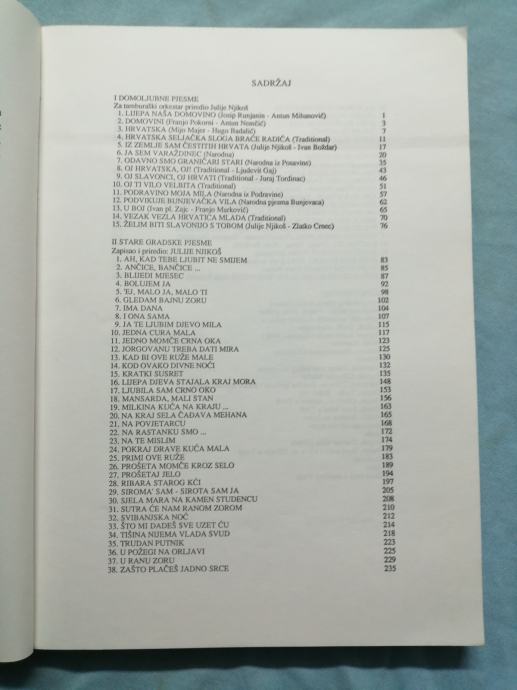 SADRŽAJ
I DOMOLJUBNE PJESME
Za tamburaški orkestar priredio Julije Njikoš
1. LIJEPA NAŠA DOMOVINO (Josip Runjanin - Antun Mihanović) 1
2. DOMOVINI (Franjo Pokorni - Antun Nemčić) 3
3. HRVATSKA (Mijo Majer - Hugo Badalić) 7
4. HRVATSKA SELJAČKA SLOGA BRAĆE RADIĆA (Traditional) 11
5. IZ ZEMLJE SAM ČESTITIH HRVATA (Julije Njikoš - Ivan Boždar) 17
6. JA SEM VARAŽDINEC (Narodna) 20
7. ODAVNO SMO GRANIČARI STARI (Narodna iz Posavine) 35
8. OJ HRVATSKA, OJ! (Traditional - Ljudevit Gaj) 43
9. OJ SLAVONCI, OJ HRVATI (Traditional - Juraj Tordinac) 46
10. OJ TI VILO VELBITA (Traditional) 51
11. PODRAVINO MOJA MILA (Narodna iz Podravine) 57
12. PODVIKUJE BUNJEVAČKA VILA (Narodna pjesma Bunjevaca) 62
13. U BOJ (Ivan pl. Zajc - Franjo Marković) 65
14. VEZAK VEZLA HRVATICA MLADA (Traditional) 70
15. ŽELIM BITI SLAVONIJO S TOBOM (Julije Njikoš - Zlatko Crnec) 76
II STARE GRADSKE PJESME
Zapisao i priredio: JULIJE NJIKOŠ
1. AH, KAD TEBE LJUBIT NE SMIJEM 83
2. ANČICE, BANČICE ... 85
3. BLIJEDI MJESEC 87
4. BOLUJEM JA 92
5. 'EJ, MALO JA, MALO TI 98
6. GLEDAM BAJNU ZORU 102
7. IMA DANA 104
8. I ONA SAMA 107
9. JA TE LJUBIM DJEVO MILA 115
10. JEDNA CURA MALA 117
11. JEDNO MOMČE CRNA OKA 123
12. JORGOVANU TREBA DATI MIRA 125
13. KAD BI OVE RUŽE MALE 130
14. KOD OVAKO DIVNE NOĆI 132
15. KRATKI SUSRET 135
16. LIJEPA DJEVA STAJALA KRAJ MORA 148
17. LJUBILA SAM CRNO OKO 153
18. MANSARDA, MALI STAN 156
19. MILKINA KUĆA NA KRAJU ... 163
20. NA KRAJ SELA ČAĐAVA MEHANA 165
21. NA POVJETARCU 168
22. NA RASTANKU SMO ... 172
23. NA TE MISLIM 174
24. POKRAJ DRAVE KUĆA MALA 179
25. PRIMI OVE RUŽE 183
26. PROŠETA MOMČE KROZ SELO 189
27. PROŠETAJ JELO 194
28. RIBARA STAROG KĆI 197
29. SIROMA' SAM - SIROTA SAM JA 205
30. SJELA MARA NA KAMEN STUDENCU 208
31. SUTRA ĆE NAM RANOM ZOROM 210
32. SVIBANJSKA NOĆ 212
33. ŠTO MI DADEŠ SVE UZET ĆU 214
34. TIŠINA NIJEMA VLADA SVUD 218
35. TRUDAN PUTNIK 223
36. U POŽEGI NA ORLJAVI 225
37. U RANU ZORU 229
38. ZAŠTO PLAČEŠ JADNO SRCE 235